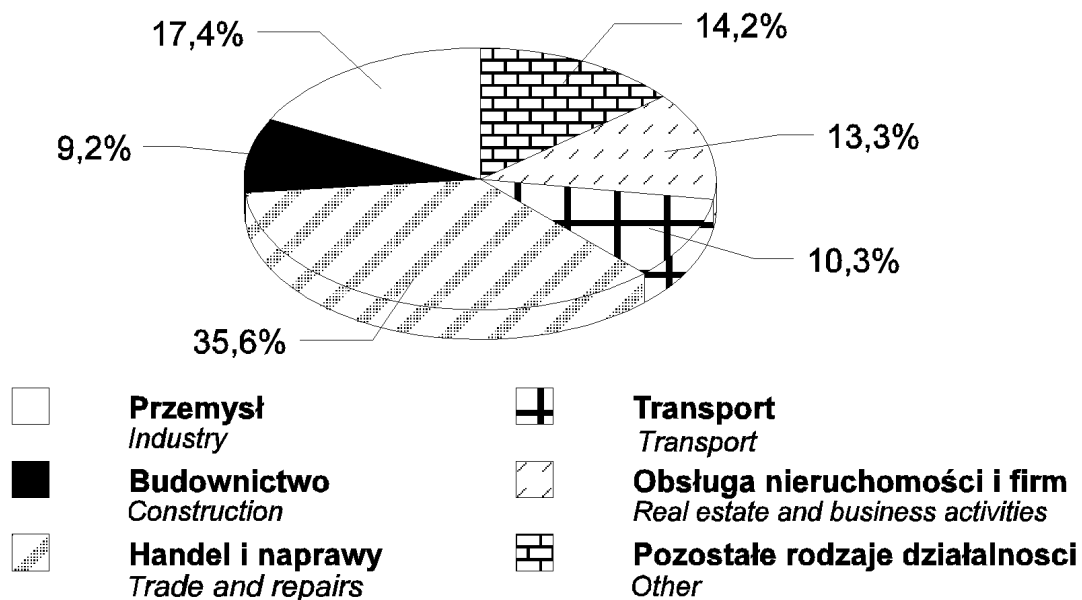 17,4%
14,2%
9,2%
13,3%
10,3%
35,6%
Przemysł
Industry
Budownictwo
Construction
Handel i naprawy
Trade and repairs
Transport
Transport
Obsługa nieruchomości i firm
Real estate and business activities
Pozostałe rodzaje działalnosci
Other